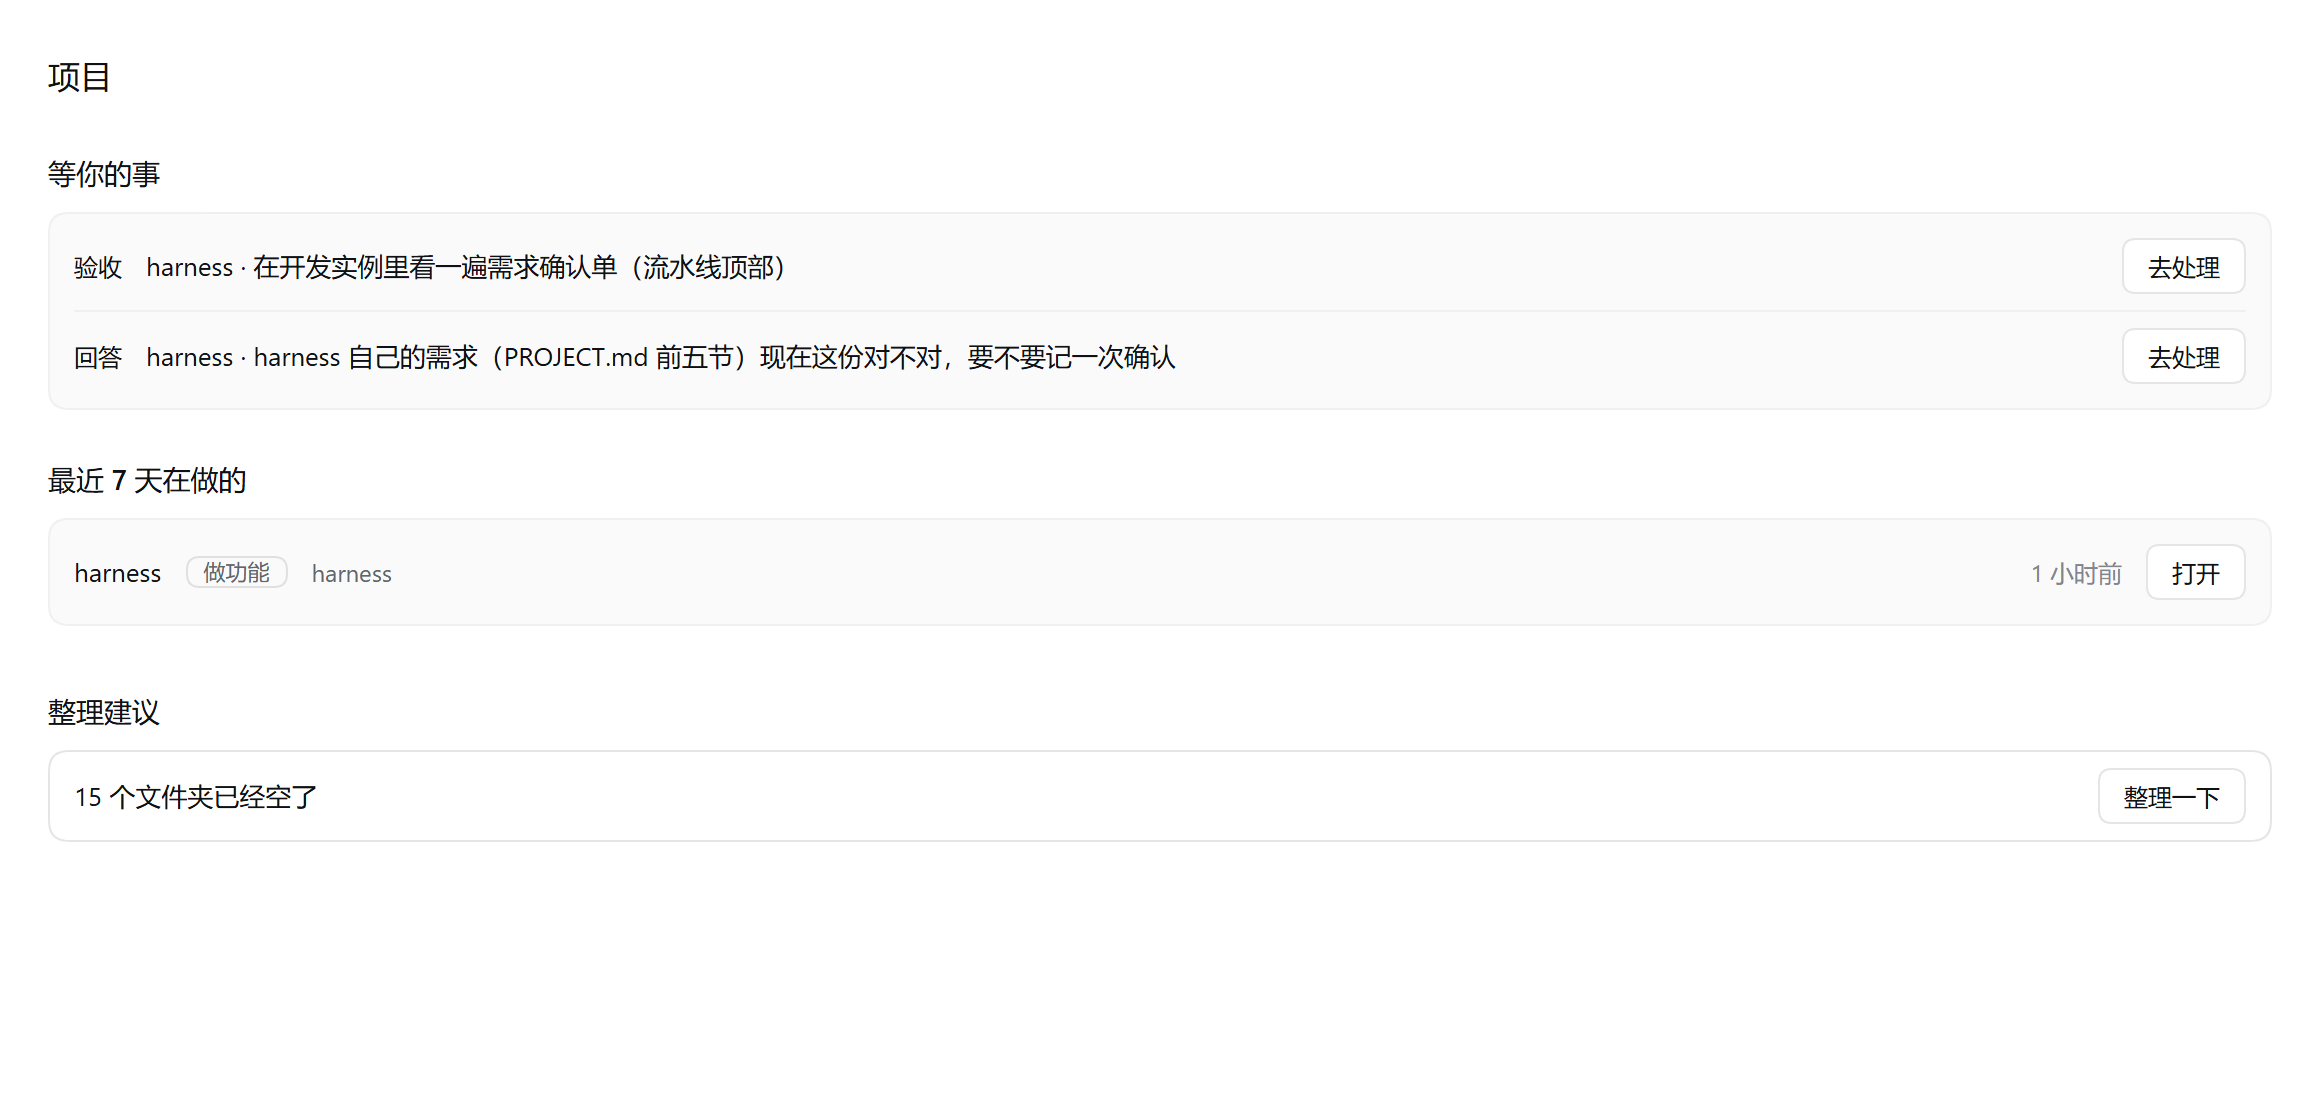 项目
等你的事
验收 harness · 在开发实例里看一遍需求确认单（流水线顶部） 去处理
回答 harness · harness 自己的需求（PROJECT.md 前五节）现在这份对不对，要不要记一次确认 去处理
最近 7 天在做的
harness 做功能 harness 1 小时前 打开
整理建议
15 个文件夹已经空了 整理一下